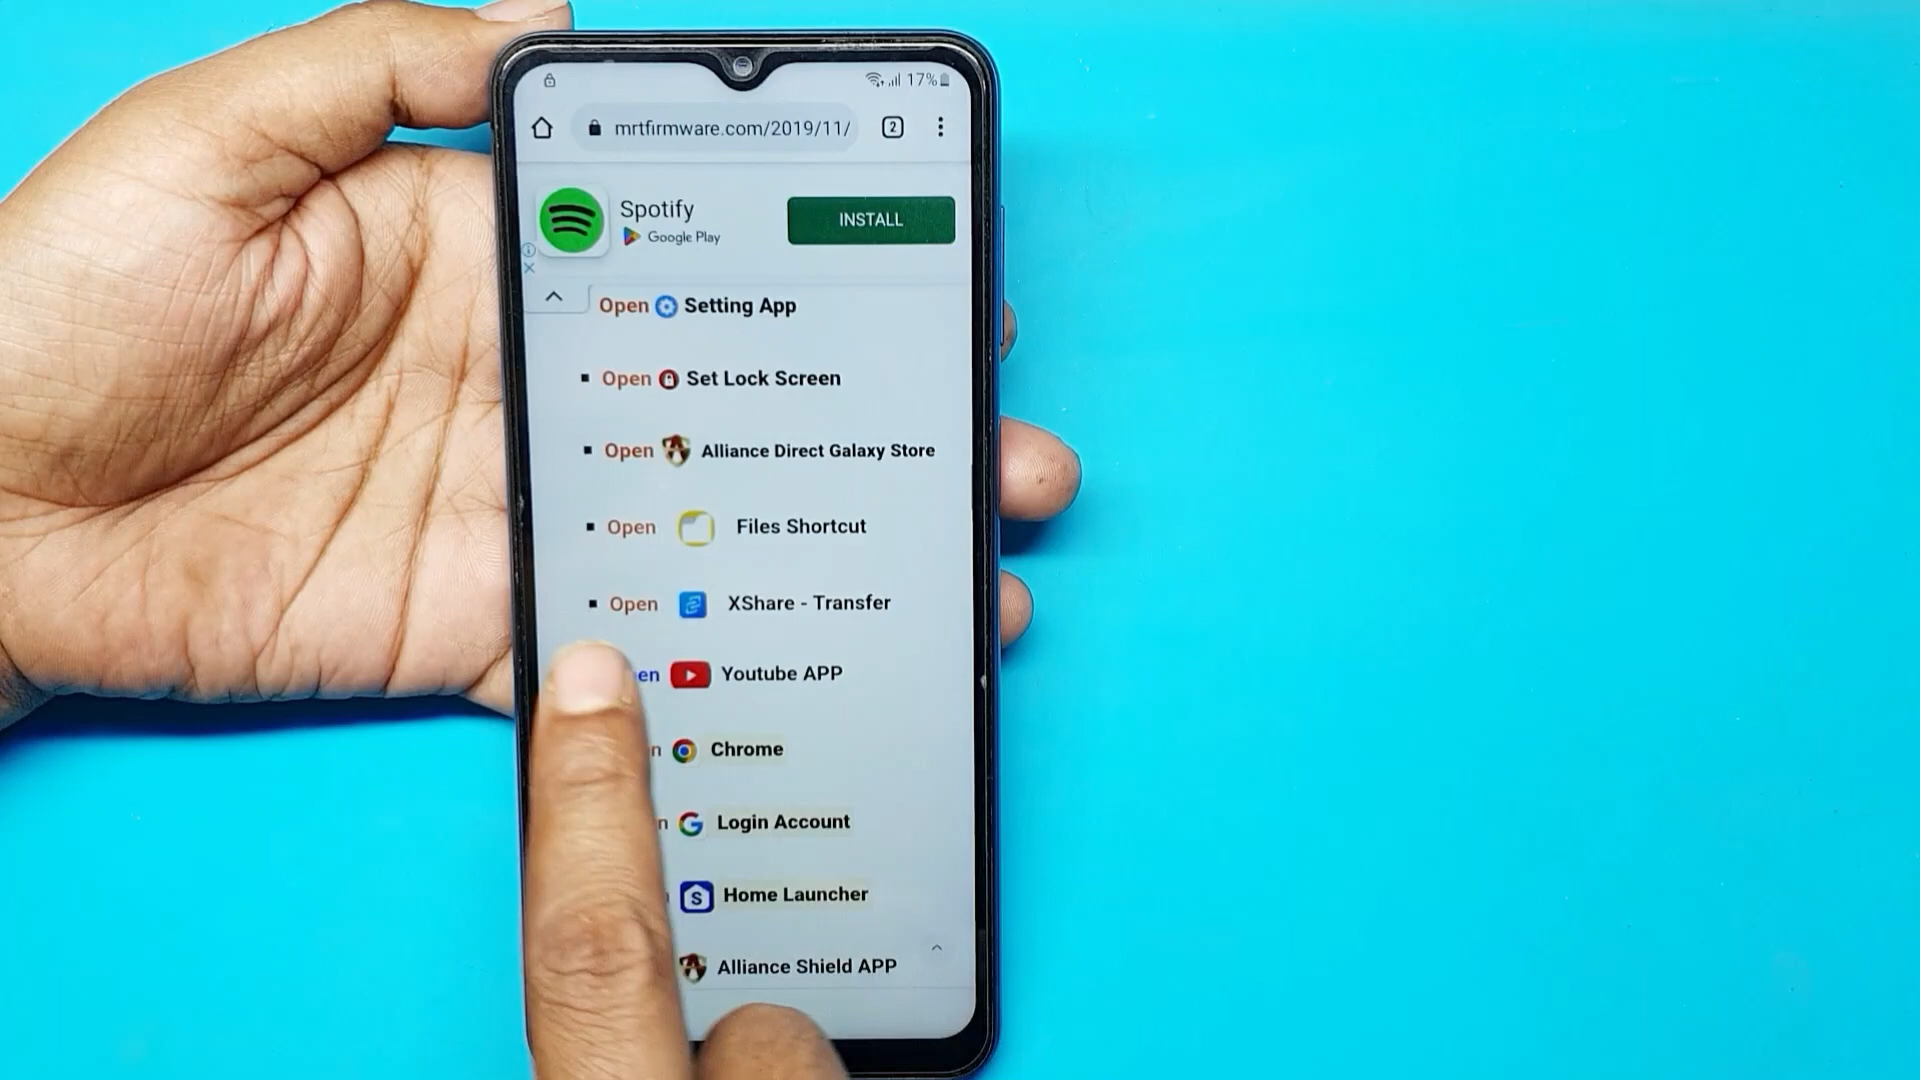 17%
mrtfirmware.com/2019/11/
2
Spotify
Google Play
INSTALL
Open Setting App
Open Set Lock Screen
Open Alliance Direct Galaxy Store
Open Files Shortcut
Open XShare - Transfer
en Youtube APP
n Chrome
n Login Account
S Home Launcher
Alliance Shield APP